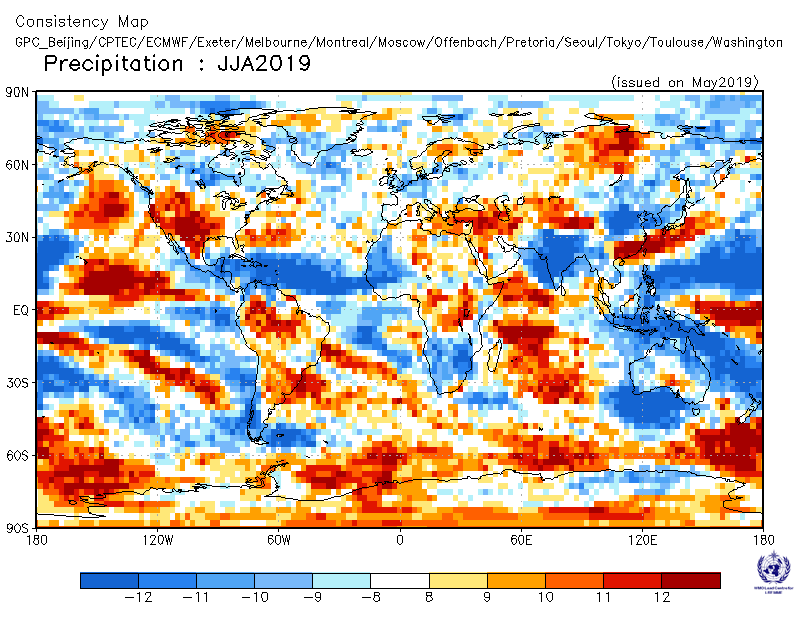 Consistency Map
GPC_Beijing/CPTEC/ECMWF/Exeter/Melbourne/Montreal/Moscow/Offenbach/Pretoria/Seoul/Tokyo/Toulouse/Washington
Precipitation : JJA2019
(issued on May2019)
90N
60N
30N
EQ
30S
60S
90S
180 120W 60W 0 60E 120E 180
−12 −11 −10 −9 −8 8 9 10 11 12